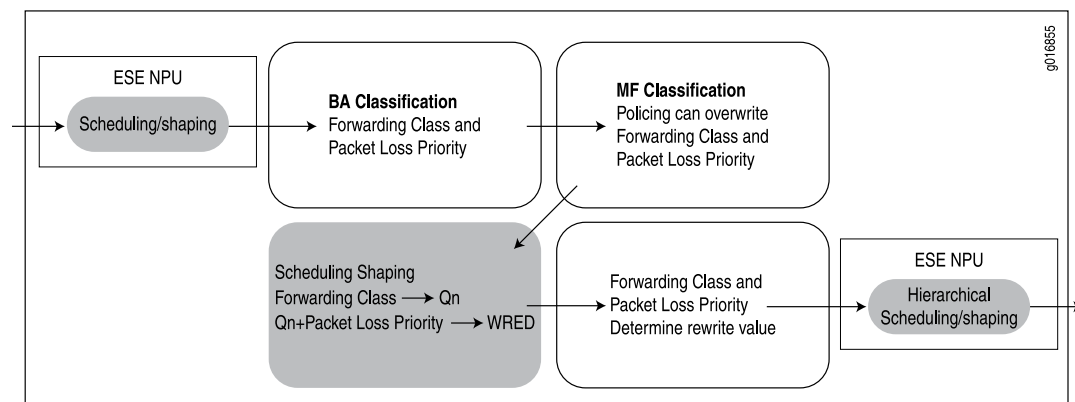 ESE NPU
Scheduling/shaping
BA Classification
Forwarding Class and
Packet Loss Priority
MF Classification
Policing can overwrite
Forwarding Class and
Packet Loss Priority
g016855
Scheduling Shaping
Forwarding Class → Qn
Qn+Packet Loss Priority → WRED
Forwarding Class and
Packet Loss Priority
Determine rewrite value
ESE NPU
Hierarchical
Scheduling/shaping